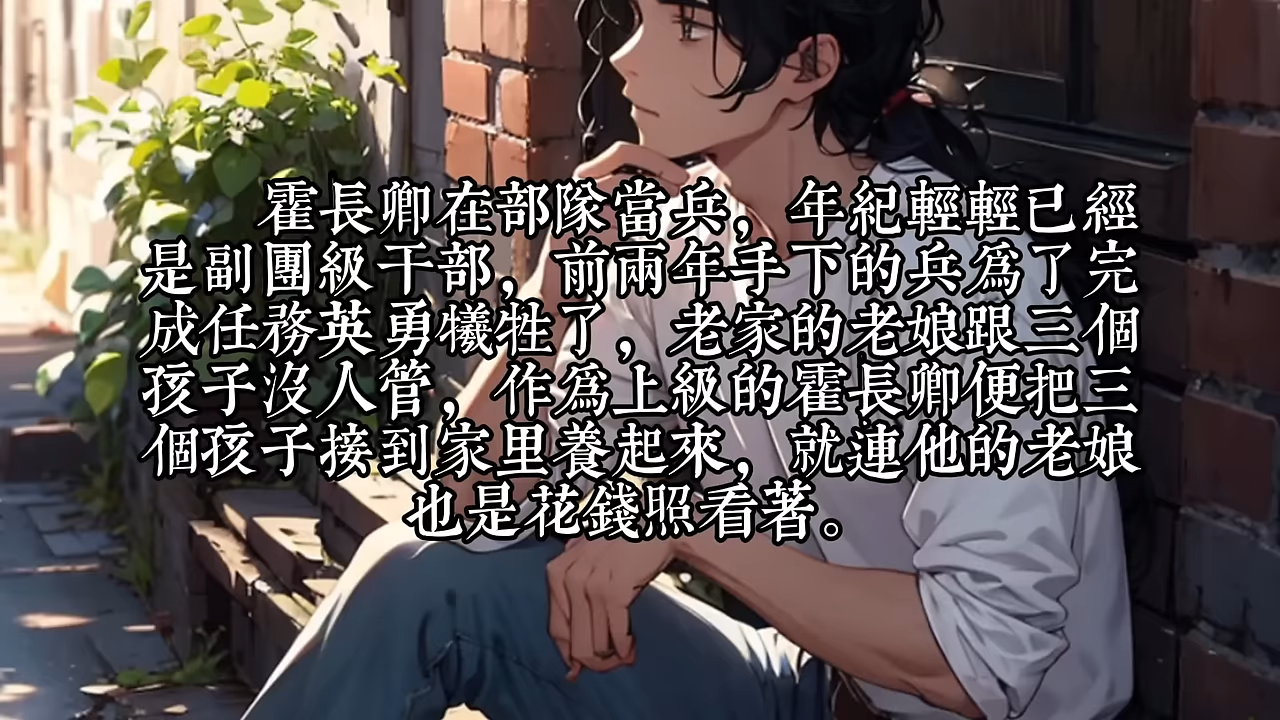 霍長卿在部隊當兵，年紀輕輕已經
是副團級干部，前兩年手下的兵爲了完
成任務英勇犧牲了，老家的老娘跟三個
孩子沒人管，作爲上級的霍長卿便把三
個孩子接到家里養起來，就連他的老娘
也是花錢照看著。